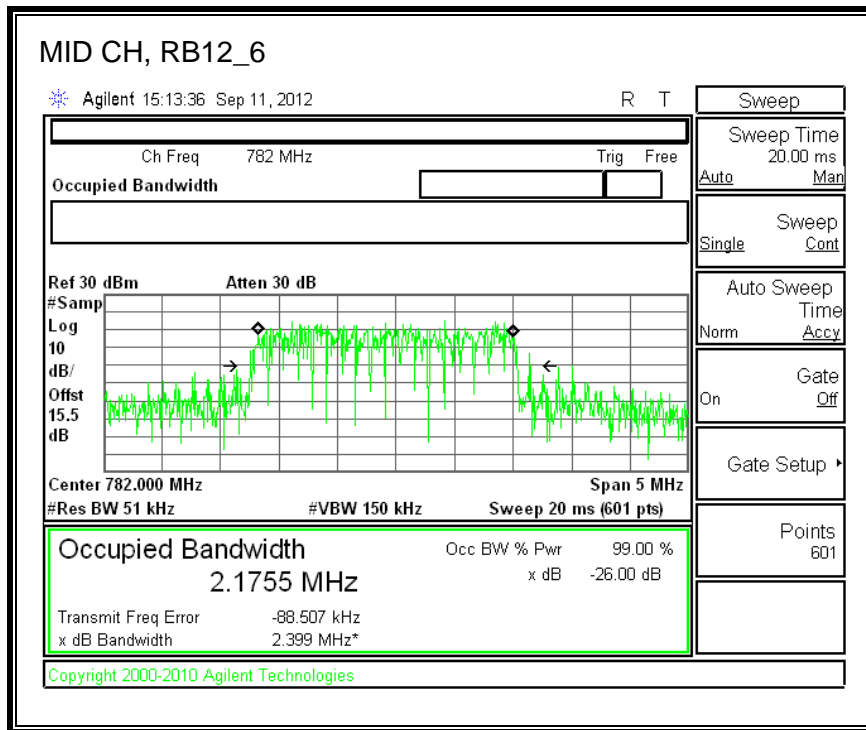 MID CH, RB12_6
Agilent 15:13:36 Sep 11, 2012 R T
Ch Freq 782 MHz Trig Free
Occupied Bandwidth
Ref 30 dBm Atten 30 dB
#Samp
Log
10
dB/
Offst
15.5
dB
Center 782.000 MHz Span 5 MHz
#Res BW 51 kHz #VBW 150 kHz Sweep 20 ms (601 pts)
Occupied Bandwidth Occ BW % Pwr 99.00 %
2.1755 MHz x dB -26.00 dB
Transmit Freq Error -88.507 kHz
x dB Bandwidth 2.399 MHz*
Copyright 2000-2010 Agilent Technologies
Sweep
Sweep Time
20.00 ms
Auto Man
Sweep
Single Cont
Auto Sweep
Time
Norm Accy
Gate
On Off
Gate Setup
Points
601